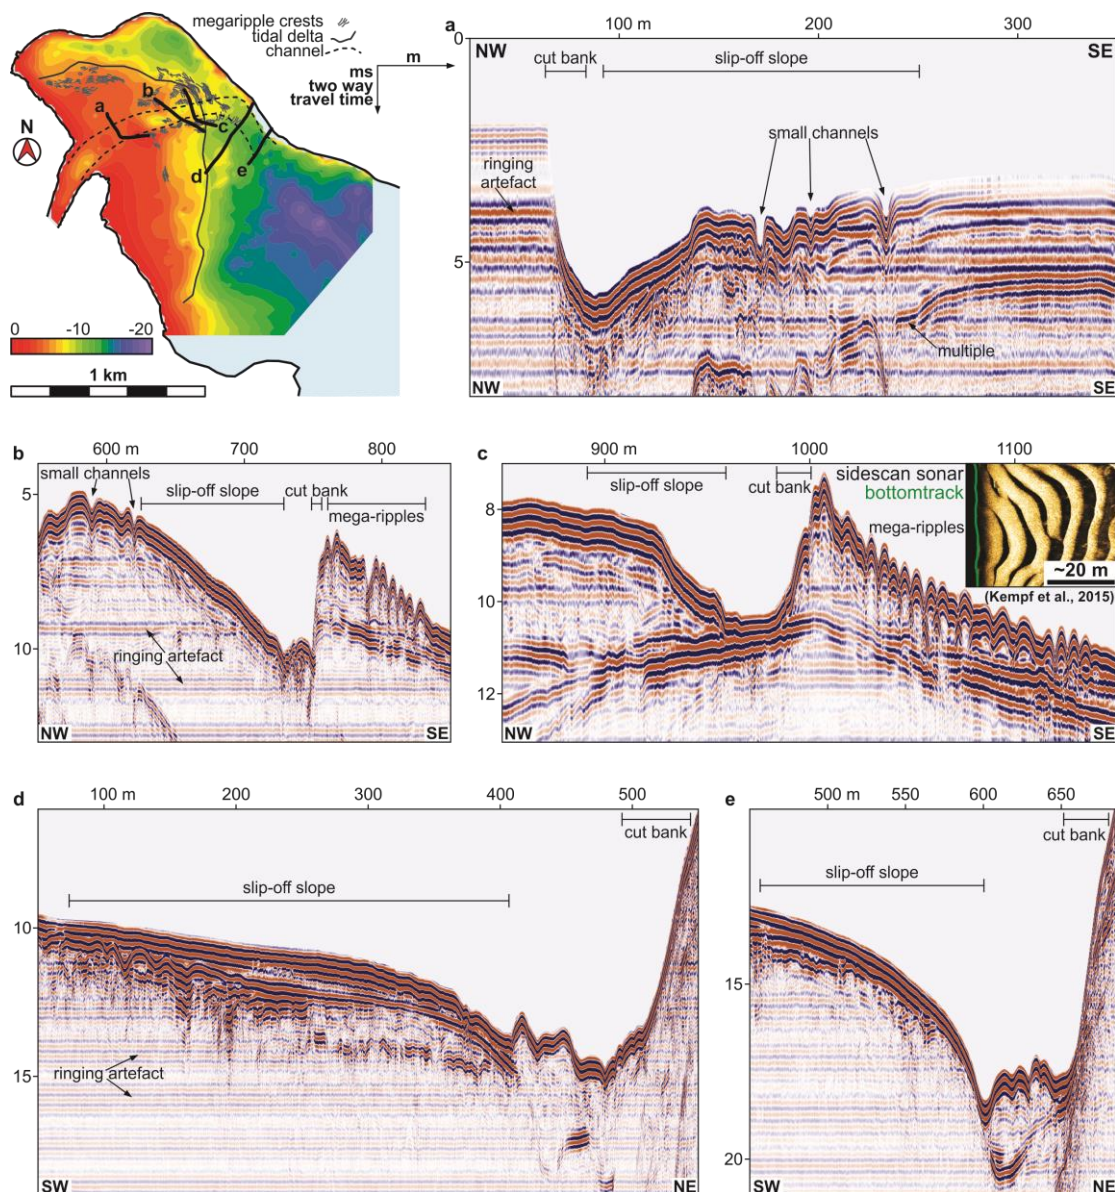 megaripple crests
tidal delta
channel
m
ms
two way
travel time
N
a
b
c
d
e
0 -10 -20
1 km
a
100 m 200 300
0
NW SE
cut bank slip-off slope
small channels
ringing
artefact
5
multiple
NW SE
b
600 m 700 800
small channels
5
slip-off slope
cut
bank
mega-ripples
10
ringing artefact
NW SE
c
900 m 1000 1100
slip-off slope
cut
bank
sidescan sonar
bottomtrack
mega-ripples
~20 m
(Kempf et al., 2015)
8
10
12
NW SE
d
100 m 200 300 400 500
cut bank
slip-off slope
10
ringing artefact
15
SW NE
e
500 m 550 600 650
cut bank
slip-off slope
15
20
SW NE